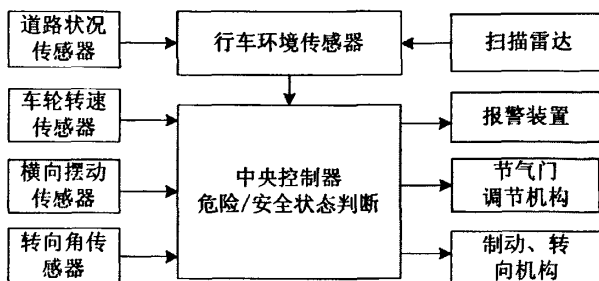 道路状况
传感器
行车环境传感器
扫描雷达
车轮转速
传感器
横向摆动
传感器
转向角传
感器
中央控制器
危险/安全状态判断
报警装置
节气门
调节机构
制动、转
向机构